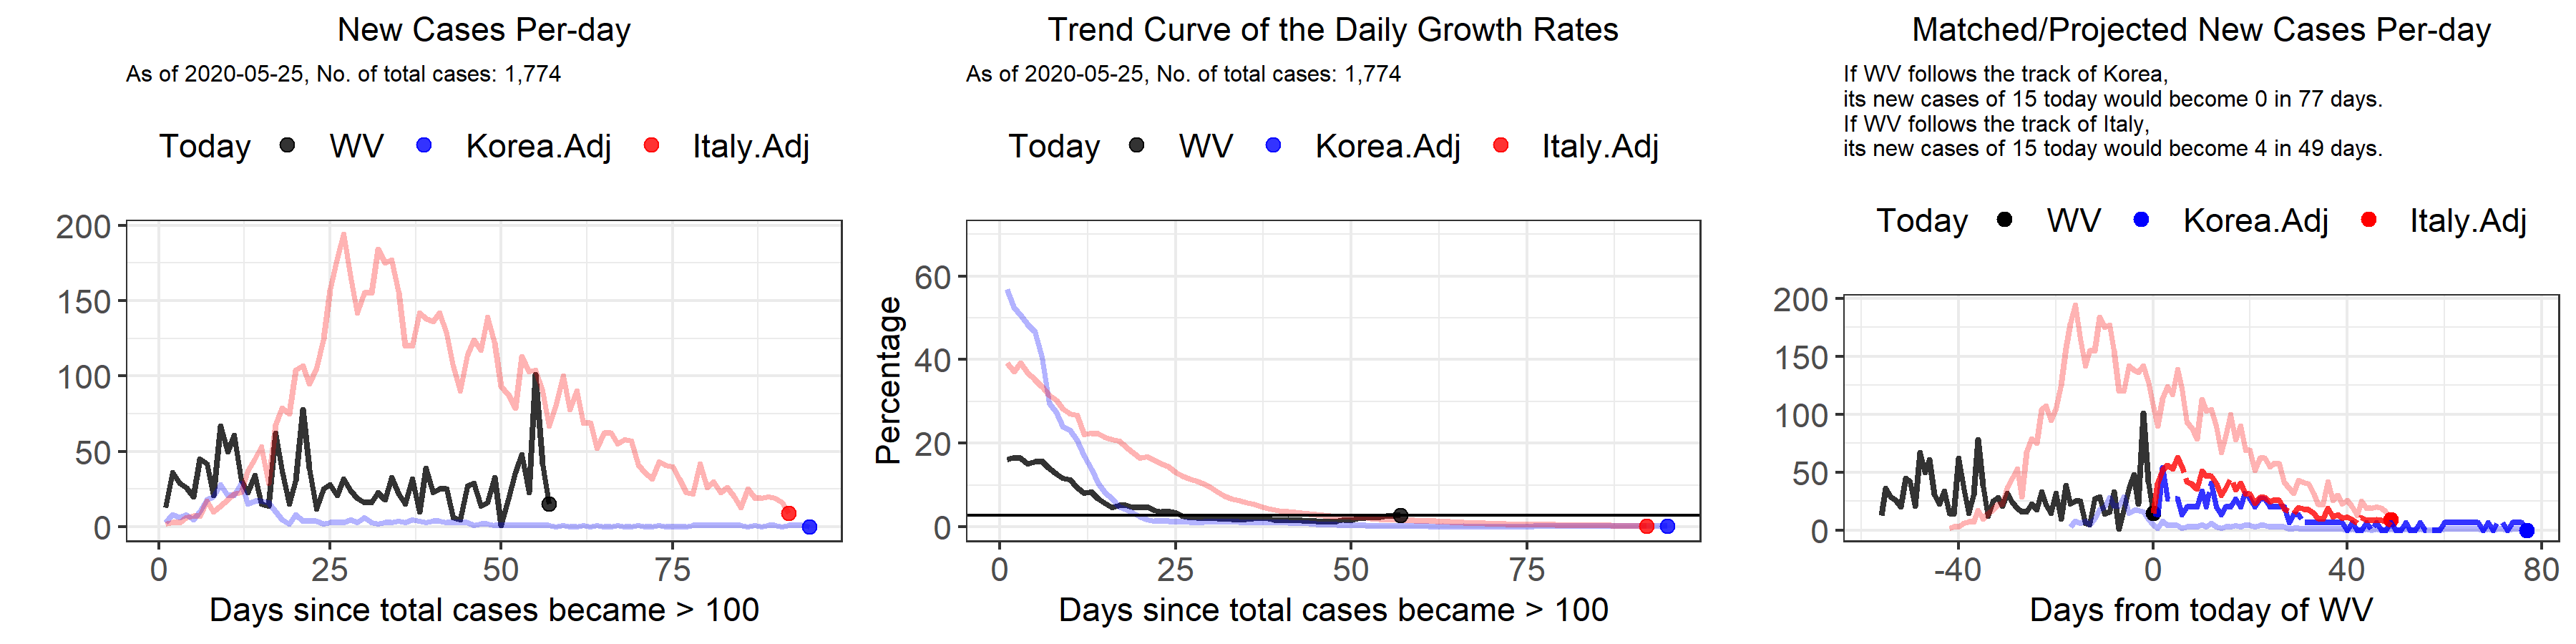 New Cases Per-day
As of 2020-05-25, No. of total cases: 1,774
Today WV Korea.Adj Italy.Adj
200
150
100
50
0
0 25 50 75
Days since total cases became > 100
Trend Curve of the Daily Growth Rates
As of 2020-05-25, No. of total cases: 1,774
Today WV Korea.Adj Italy.Adj
Percentage
60
40
20
0
0 25 50 75
Days since total cases became > 100
Matched/Projected New Cases Per-day
If WV follows the track of Korea,
its new cases of 15 today would become 0 in 77 days.
If WV follows the track of Italy,
its new cases of 15 today would become 4 in 49 days.
Today WV Korea.Adj Italy.Adj
200
150
100
50
0
-40 0 40 80
Days from today of WV